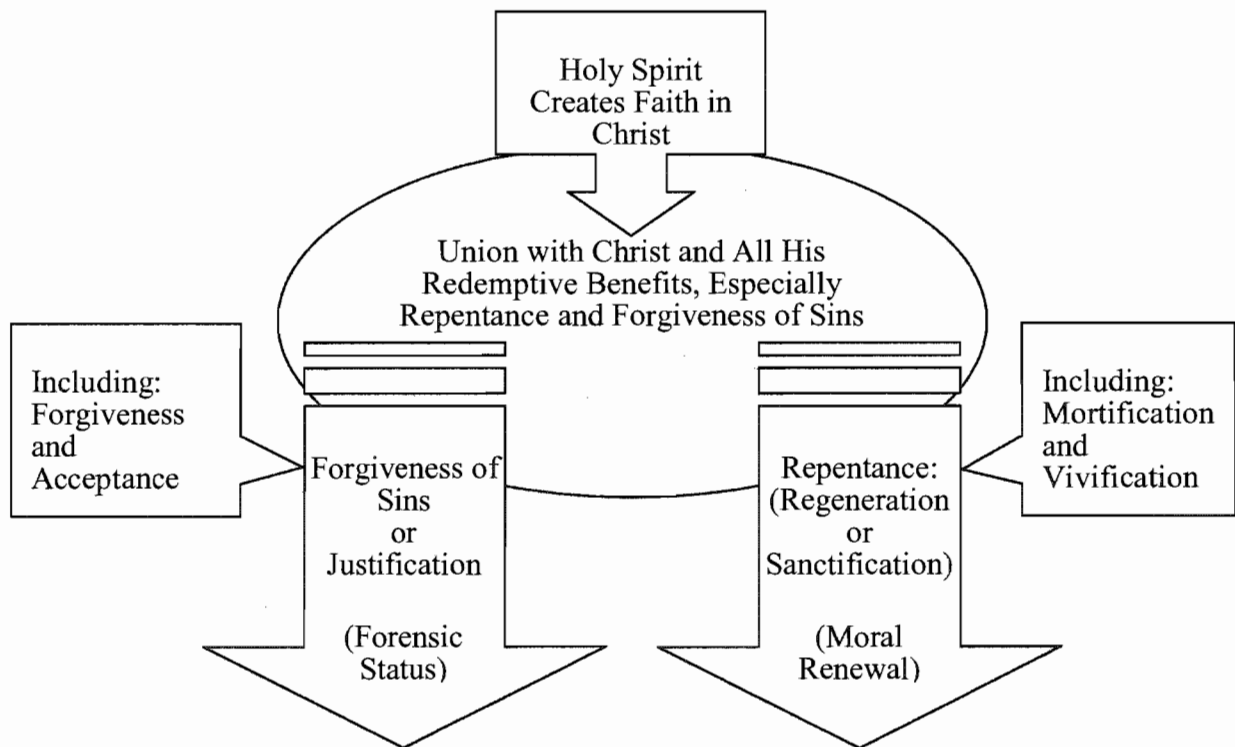 Holy Spirit
Creates Faith in
Christ
Union with Christ and All His
Redemptive Benefits, Especially
Repentance and Forgiveness of Sins
Including:
Forgiveness
and
Acceptance
Forgiveness of
Sins
or
Justification
(Forensic
Status)
Repentance:
(Regeneration
or
Sanctification)
(Moral
Renewal)
Including:
Mortification
and
Vivification